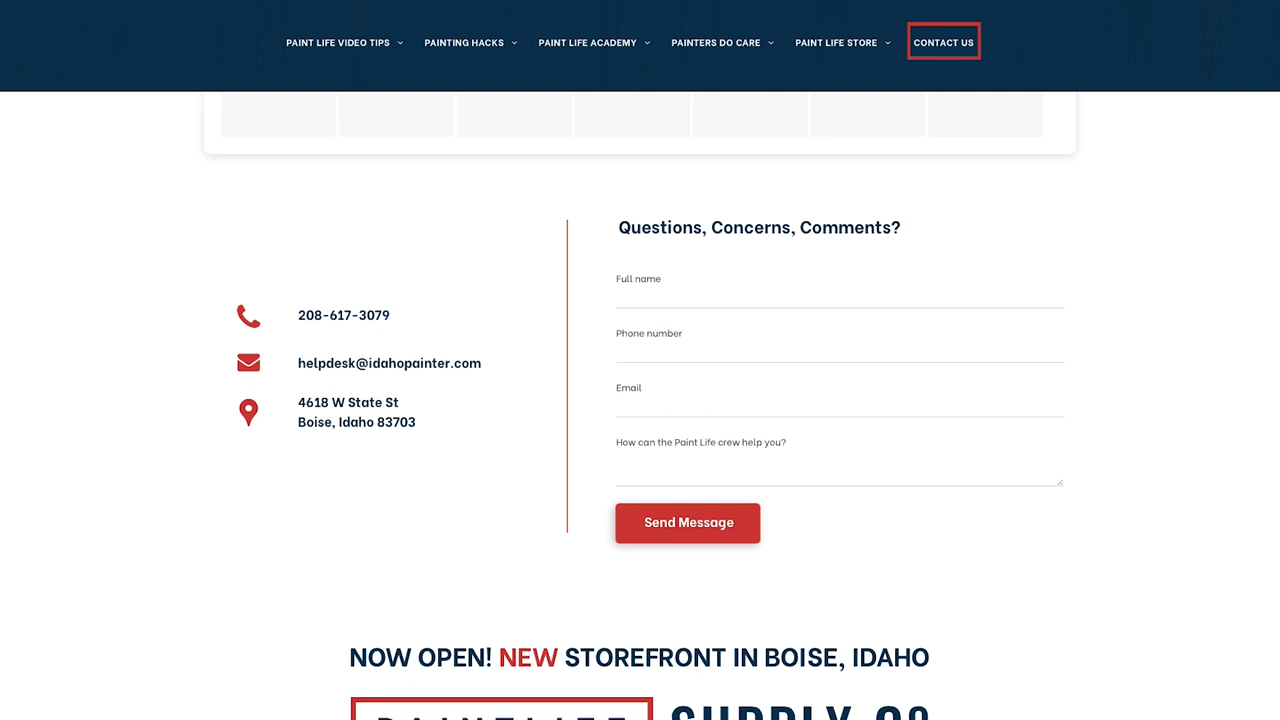 PAINT LIFE VIDEO TIPS PAINTING HACKS PAINT LIFE ACADEMY PAINTERS DO CARE PAINT LIFE STORE CONTACT US
208-617-3079
helpdesk@idahopainter.com
4618 W State St
Boise, Idaho 83703
Questions, Concerns, Comments?
Full name
Phone number
Email
How can the Paint Life crew help you?
Send Message
NOW OPEN! NEW STOREFRONT IN BOISE, IDAHO